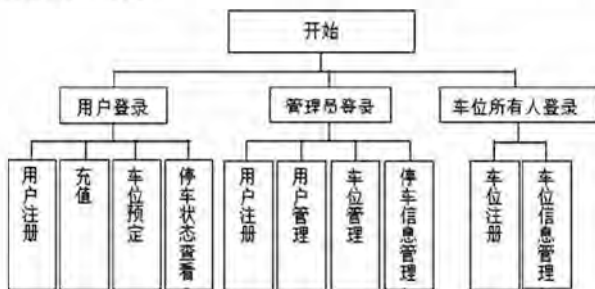 开始
用户登录
管理员登录
车位所有人登录
用户注册
充值
车位预定
停车状态查看
用户注册
用户管理
车位管理
停车信息管理
车位注册
车位信息管理